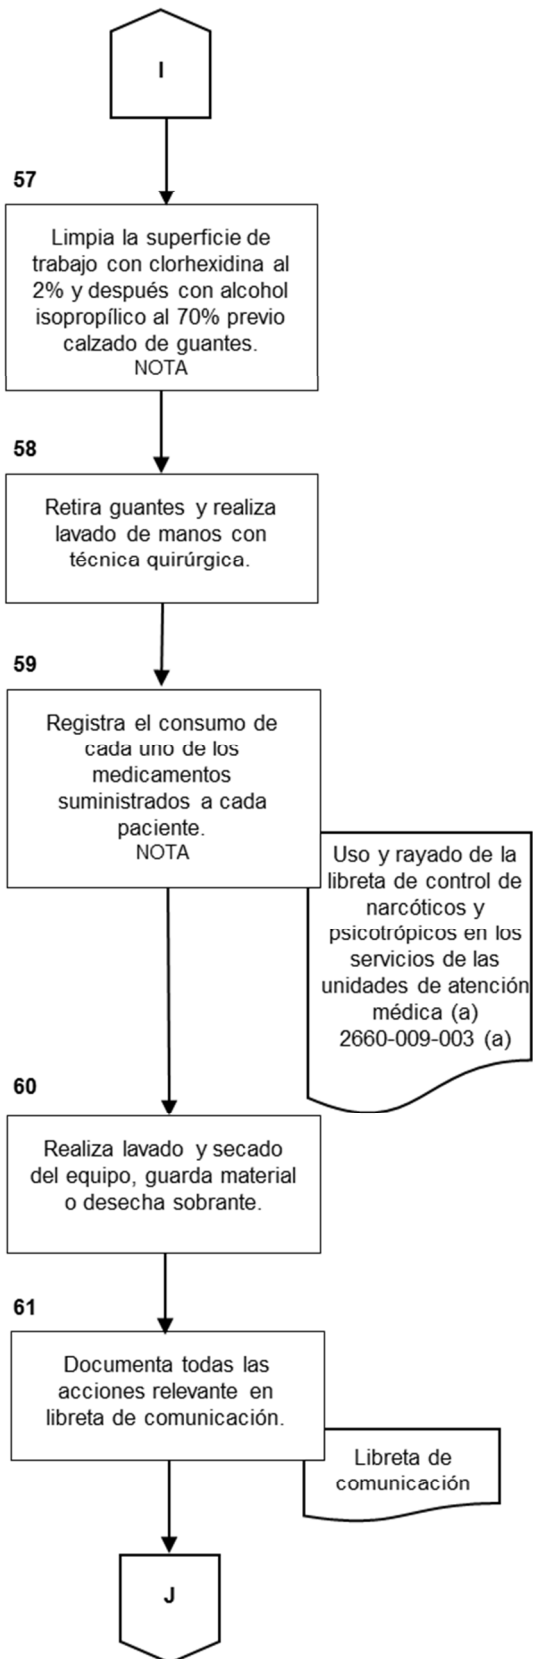 I
57
Limpia la superficie de
trabajo con clorhexidina al
2% y después con alcohol
isopropílico al 70% previo
calzado de guantes.
NOTA
58
Retira guantes y realiza
lavado de manos con
técnica quirúrgica.
59
Registra el consumo de
cada uno de los
medicamentos
suministrados a cada
paciente.
NOTA
Uso y rayado de la
libreta de control de
narcóticos y
psicotrópicos en los
servicios de las
unidades de atención
médica (a)
2660-009-003 (a)
60
Realiza lavado y secado
del equipo, guarda material
o desecha sobrante.
61
Documenta todas las
acciones relevante en
libreta de comunicación.
Libreta de
comunicación
J